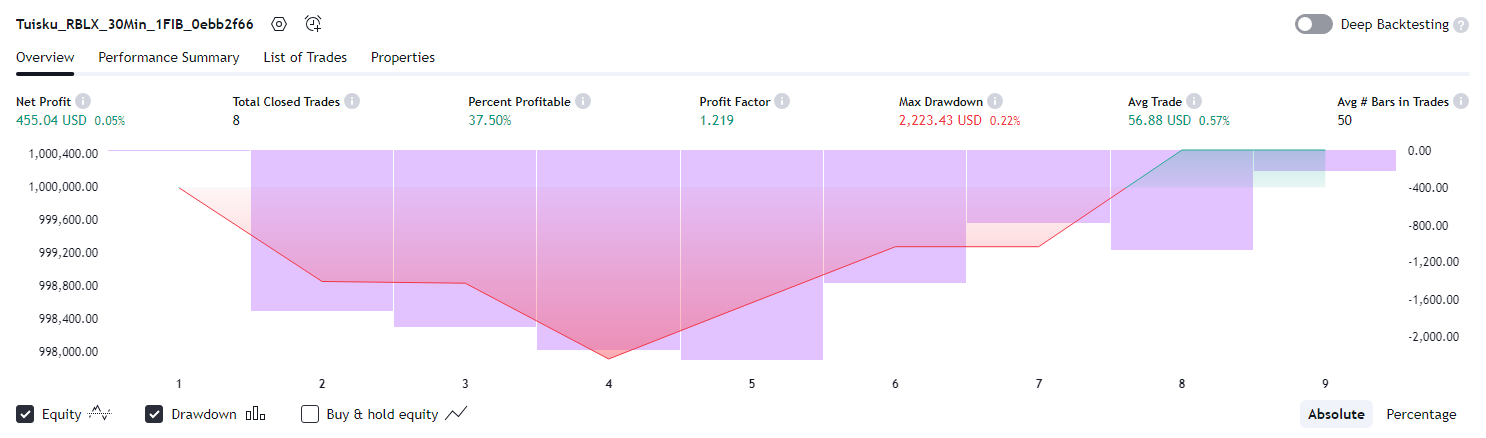 Tuisku_RBLX_30Min_1FIB_0ebb2f66 Deep Backtesting ?
Overview Performance Summary List of Trades Properties
Net Profit i Total Closed Trades i Percent Profitable i Profit Factor i Max Drawdown i Avg Trade i Avg # Bars in Trades i
455.04 USD 0.05% 8 37.50% 1.219 2,223.43 USD 0.22% 56.88 USD 0.57% 50
1,000,400.00 0.00
1,000,000.00 -400.00
999,600.00 -800.00
999,200.00 -1,200.00
998,800.00 -1,600.00
998,400.00 -2,000.00
998,000.00
1 2 3 4 5 6 7 8 9
Equity Drawdown Buy & hold equity Absolute Percentage